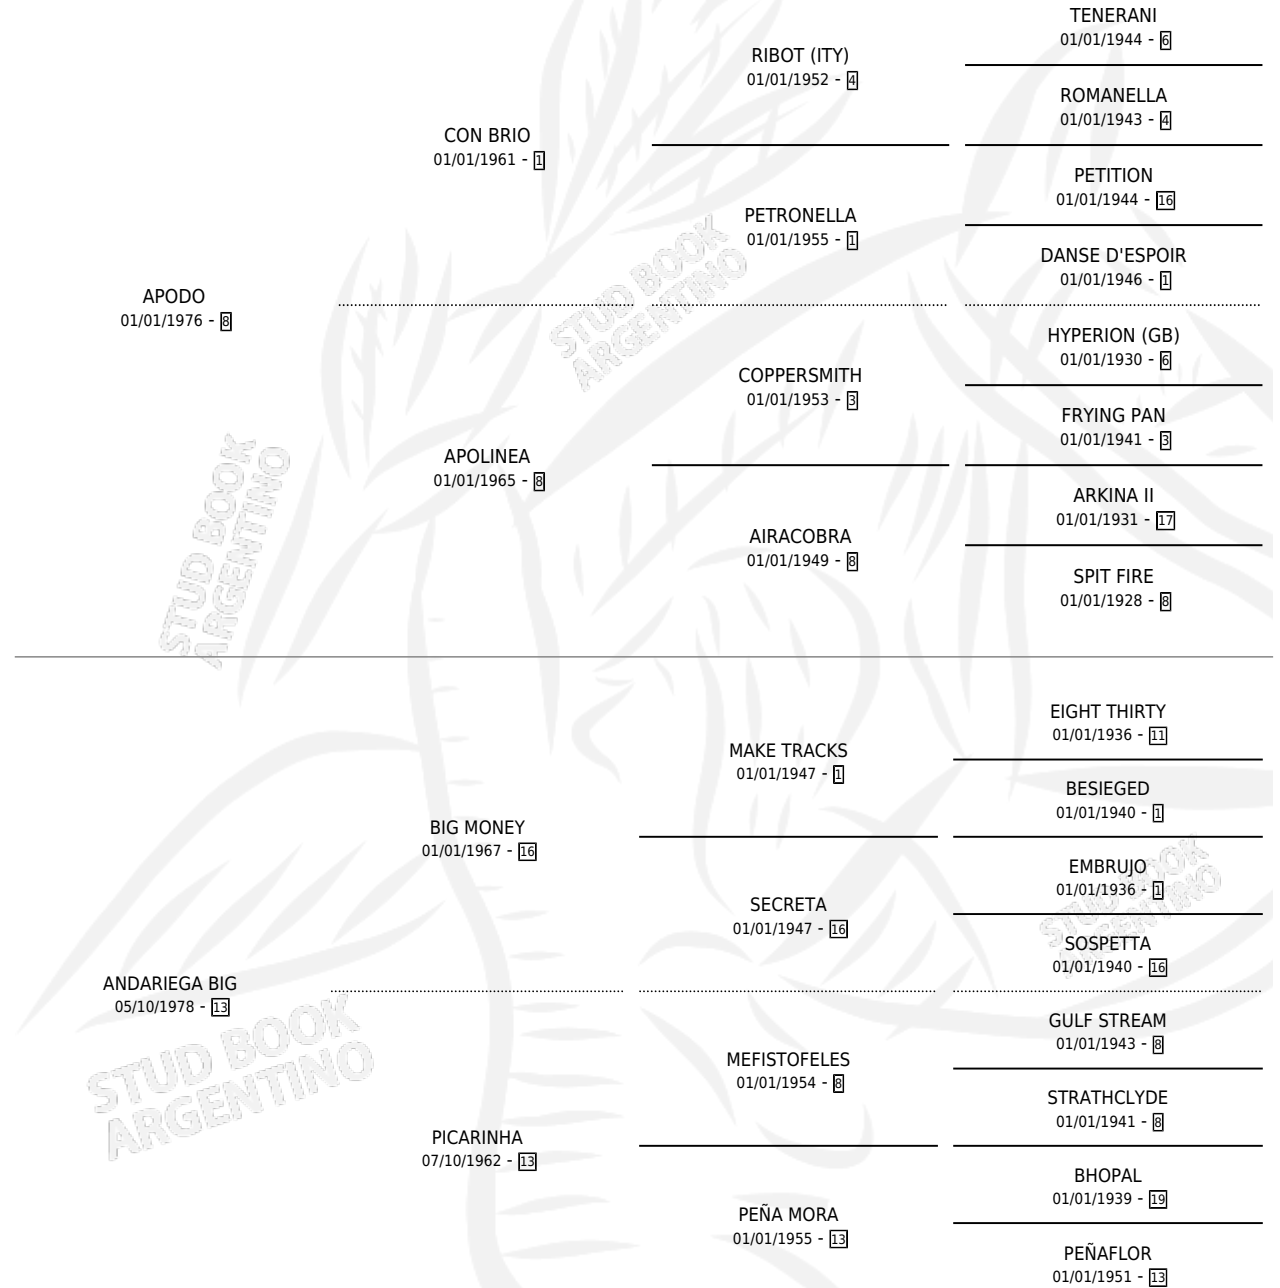 TENERANI
01/01/1944 - 6
RIBOT (ITY)
01/01/1952 - 4
ROMANELLA
01/01/1943 - 4
CON BRIO
01/01/1961 - 1
PETITION
01/01/1944 - 16
PETRONELLA
01/01/1955 - 1
DANSE D'ESPOIR
01/01/1946 - 1
APODO
01/01/1976 - 8
HYPERION (GB)
01/01/1930 - 6
COPPERSMITH
01/01/1953 - 3
FRYING PAN
01/01/1941 - 3
APOLINEA
01/01/1965 - 8
ARKINA II
01/01/1931 - 17
AIRACOBRA
01/01/1949 - 8
SPIT FIRE
01/01/1928 - 8
STUD BOOK
ARGENTINO
STUD BOOK
ARGENTINO
EIGHT THIRTY
01/01/1936 - 11
MAKE TRACKS
01/01/1947 - 1
BESIEGED
01/01/1940 - 1
BIG MONEY
01/01/1967 - 16
EMBRUJO
01/01/1936 - 1
SECRETA
01/01/1947 - 16
SOSPETTA
01/01/1940 - 16
ANDARIEGA BIG
05/10/1978 - 13
GULF STREAM
01/01/1943 - 8
MEFISTOFELES
01/01/1954 - 8
STRATHCLYDE
01/01/1941 - 8
PICARINHA
07/10/1962 - 13
BHOPAL
01/01/1939 - 19
PEÑA MORA
01/01/1955 - 13
PEÑAFLOR
01/01/1951 - 13
STUD BOOK
ARGENTINO
STUD BOOK
ARGENTINO